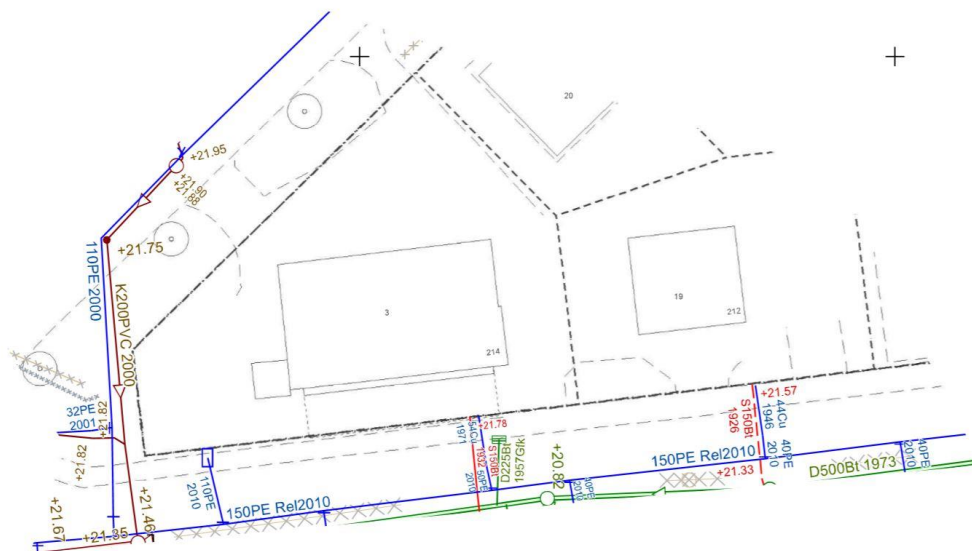 20
+21.95
+21.90
+21.88
+21.75
110PE 2000
K200PVC 2000
3
19
212
214
+21.82
32PE
2001
+21.82
+21.78
54Cu
1971
S150Bt
1932
50PE
2010
D225Bt
1957Sfk
+20.82
40PE
2010
+21.57
S150Bt
1926
44Cu
1946
40PE
2010
+21.33
150PE Rel2010
D500Bt 1973
40PE
2010
110PE
2010
150PE Rel2010
+21.46
+21.67
+21.35